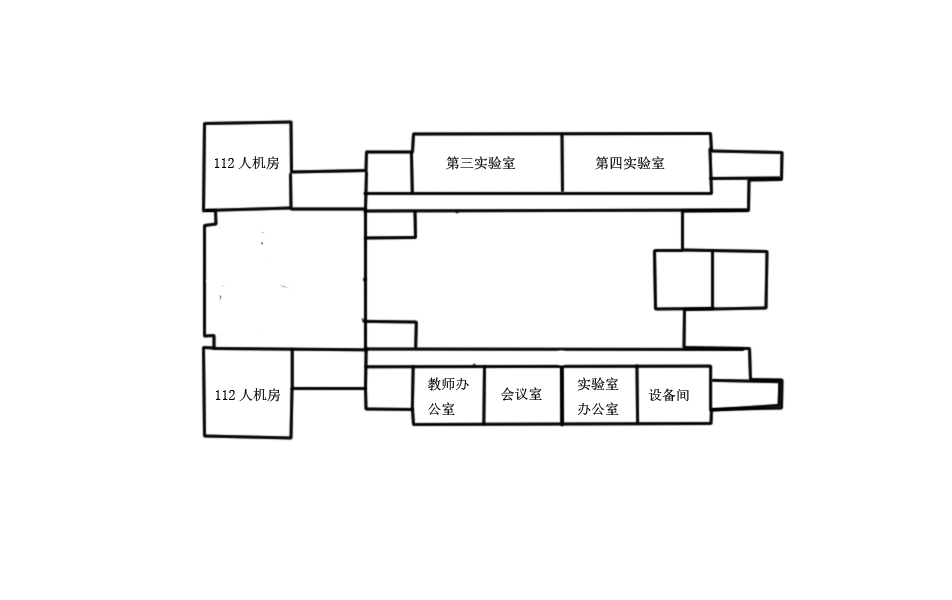 112 人机房
第三实验室
第四实验室
112 人机房
教师办
公室
会议室
实验室
办公室
设备间